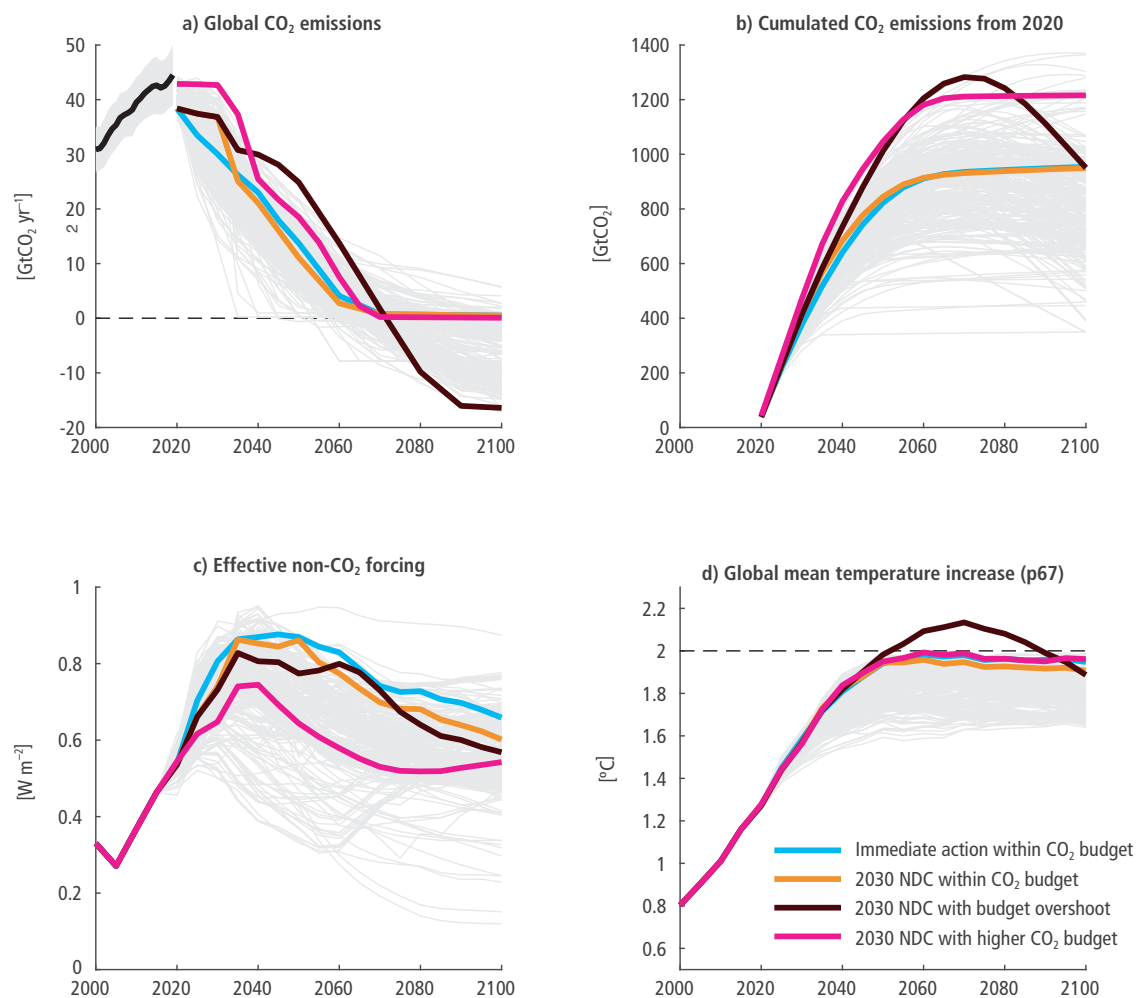 a) Global CO₂ emissions
50
40
30
20
10
0
-10
-20
[GtCO₂ yr⁻¹]
2
2000 2020 2040 2060 2080 2100
b) Cumulated CO₂ emissions from 2020
1400
1200
1000
800
600
400
200
0
[GtCO₂]
2000 2020 2040 2060 2080 2100
c) Effective non-CO₂ forcing
1
0.8
0.6
0.4
0.2
0
[W m⁻²]
2000 2020 2040 2060 2080 2100
d) Global mean temperature increase (p67)
2.2
2
1.8
1.6
1.4
1.2
1
0.8
0.6
[ºC]
Immediate action within CO₂ budget
2030 NDC within CO₂ budget
2030 NDC with budget overshoot
2030 NDC with higher CO₂ budget
2000 2020 2040 2060 2080 2100